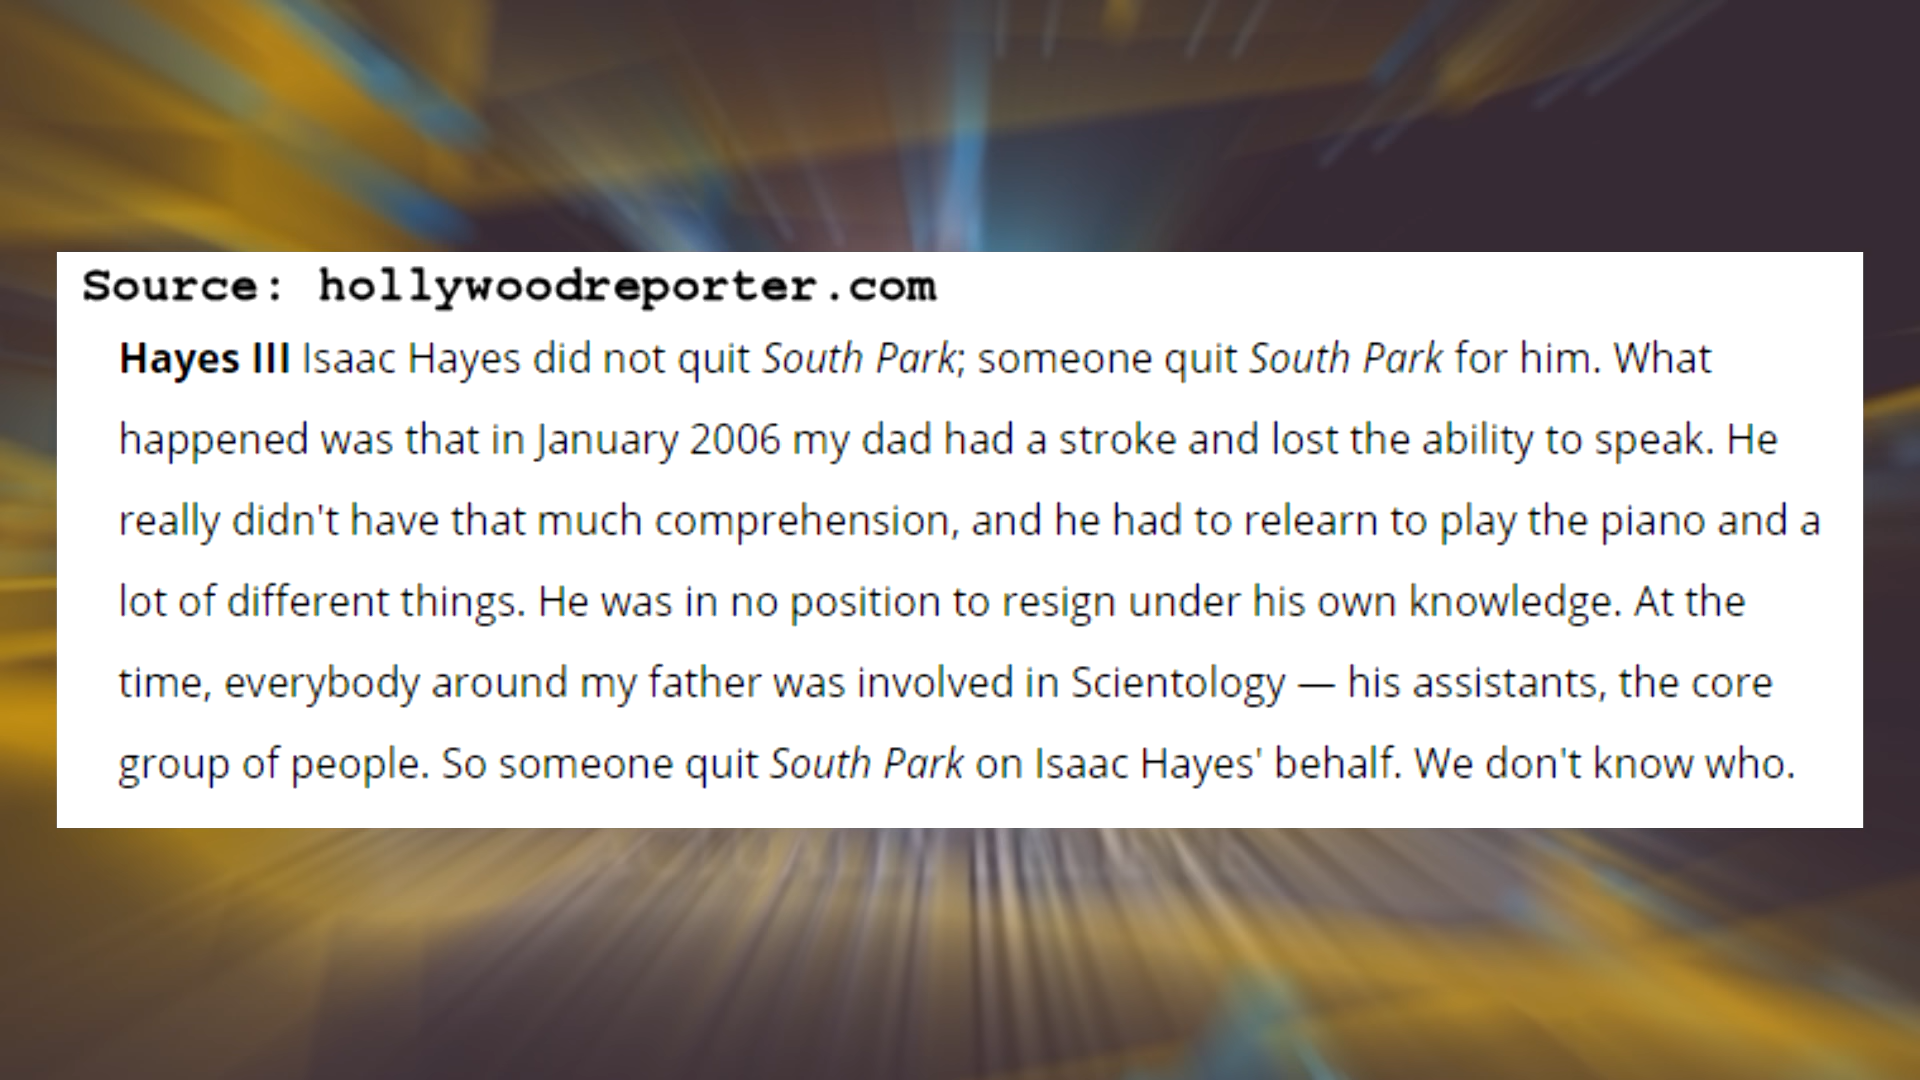 Source: hollywoodreporter.com
Hayes III Isaac Hayes did not quit South Park; someone quit South Park for him. What
happened was that in January 2006 my dad had a stroke and lost the ability to speak. He
really didn't have that much comprehension, and he had to relearn to play the piano and a
lot of different things. He was in no position to resign under his own knowledge. At the
time, everybody around my father was involved in Scientology — his assistants, the core
group of people. So someone quit South Park on Isaac Hayes' behalf. We don't know who.